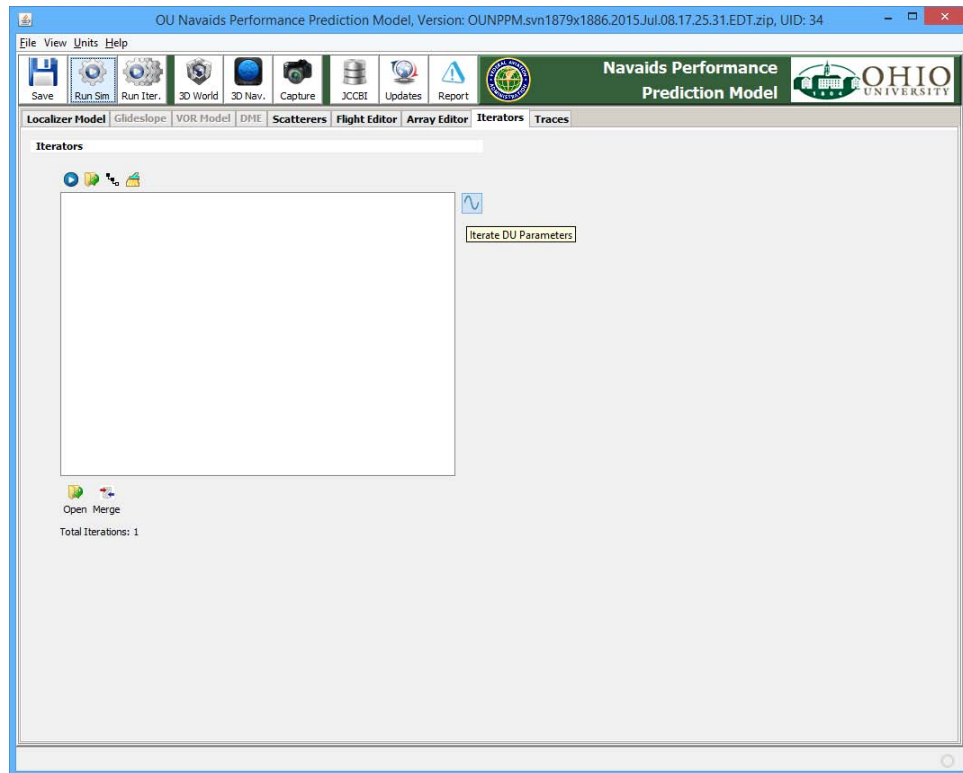 OU Navaids Performance Prediction Model, Version: OUNPPM.svn1879x1886.2015.Jul.08.17.25.31.EDT.zip, UID: 34
File View Units Help
Save Run Sim Run Iter. 3D World 3D Nav. Capture JCCBI Updates Report
Navaids Performance
Prediction Model
OHIO
UNIVERSITY
Localizer Model Glideslope VOR Model DME Scatterers Flight Editor Array Editor Iterators Traces
Iterators
Iterate DU Parameters
Open Merge
Total Iterations: 1